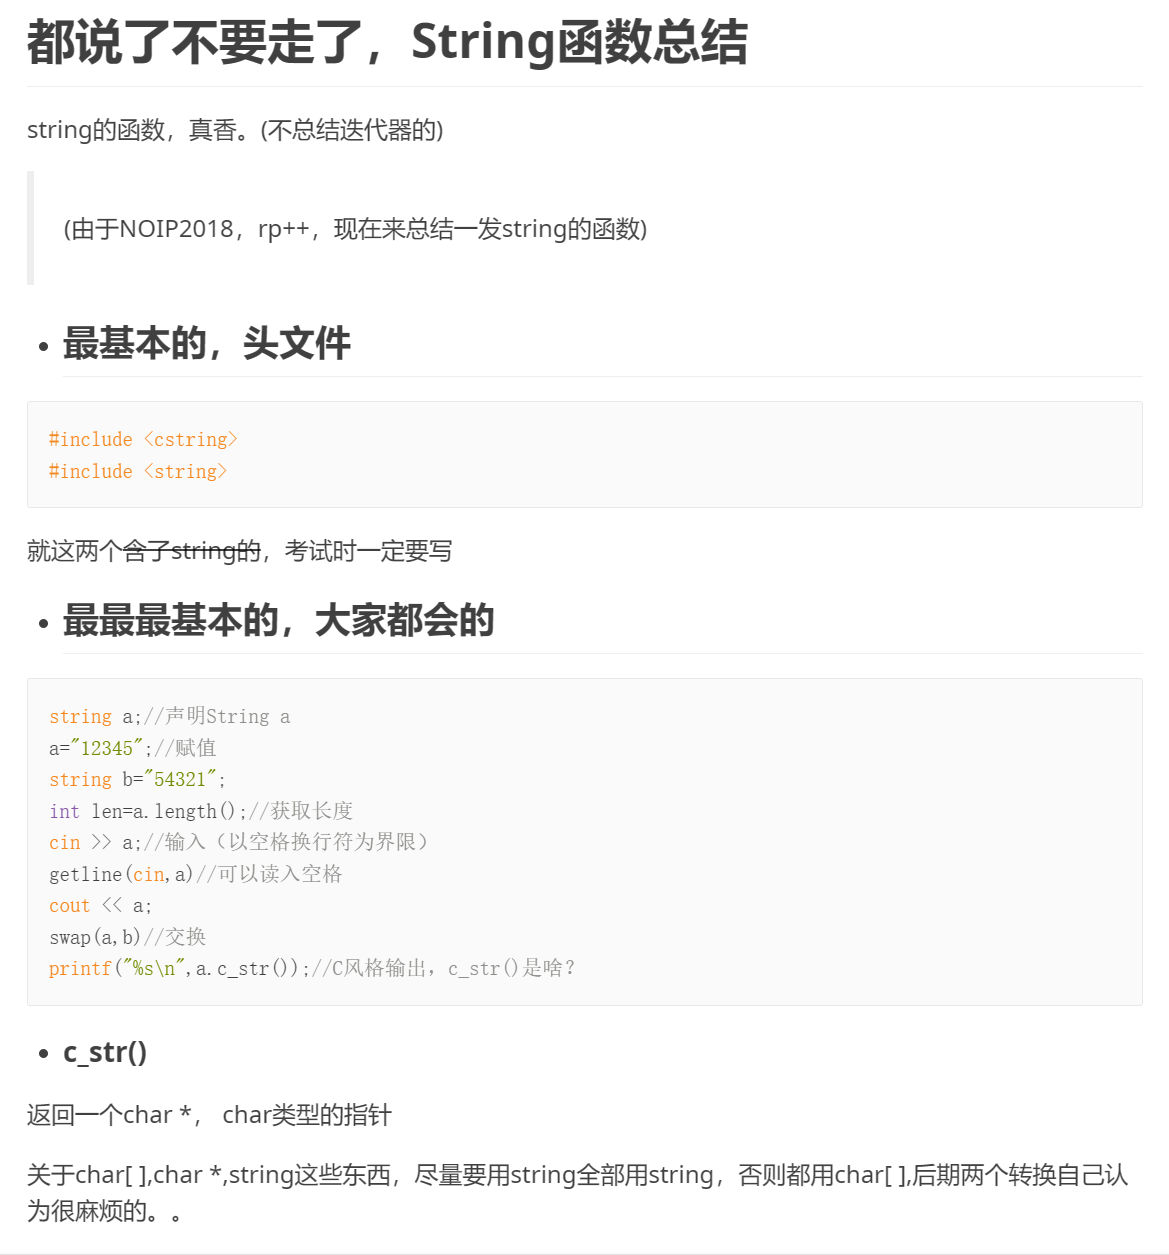 都说了不要走了，String函数总结
string的函数，真香。(不总结迭代器的)
(由于NOIP2018，rp++，现在来总结一发string的函数)
最基本的，头文件
#include <cstring>
#include <string>
就这两个含了string的，考试时一定要写
最最最基本的，大家都会的
string a;//声明String a
a="12345";//赋值
string b="54321";
int len=a.length();//获取长度
cin >> a;//输入（以空格换行符为界限）
getline(cin,a)//可以读入空格
cout << a;
swap(a,b)//交换
printf("%s\n",a.c_str());//C风格输出，c_str()是啥？
c_str()
返回一个char *， char类型的指针
关于char[ ],char *,string这些东西，尽量要用string全部用string，否则都用char[ ],后期两个转换自己认
为很麻烦的。。